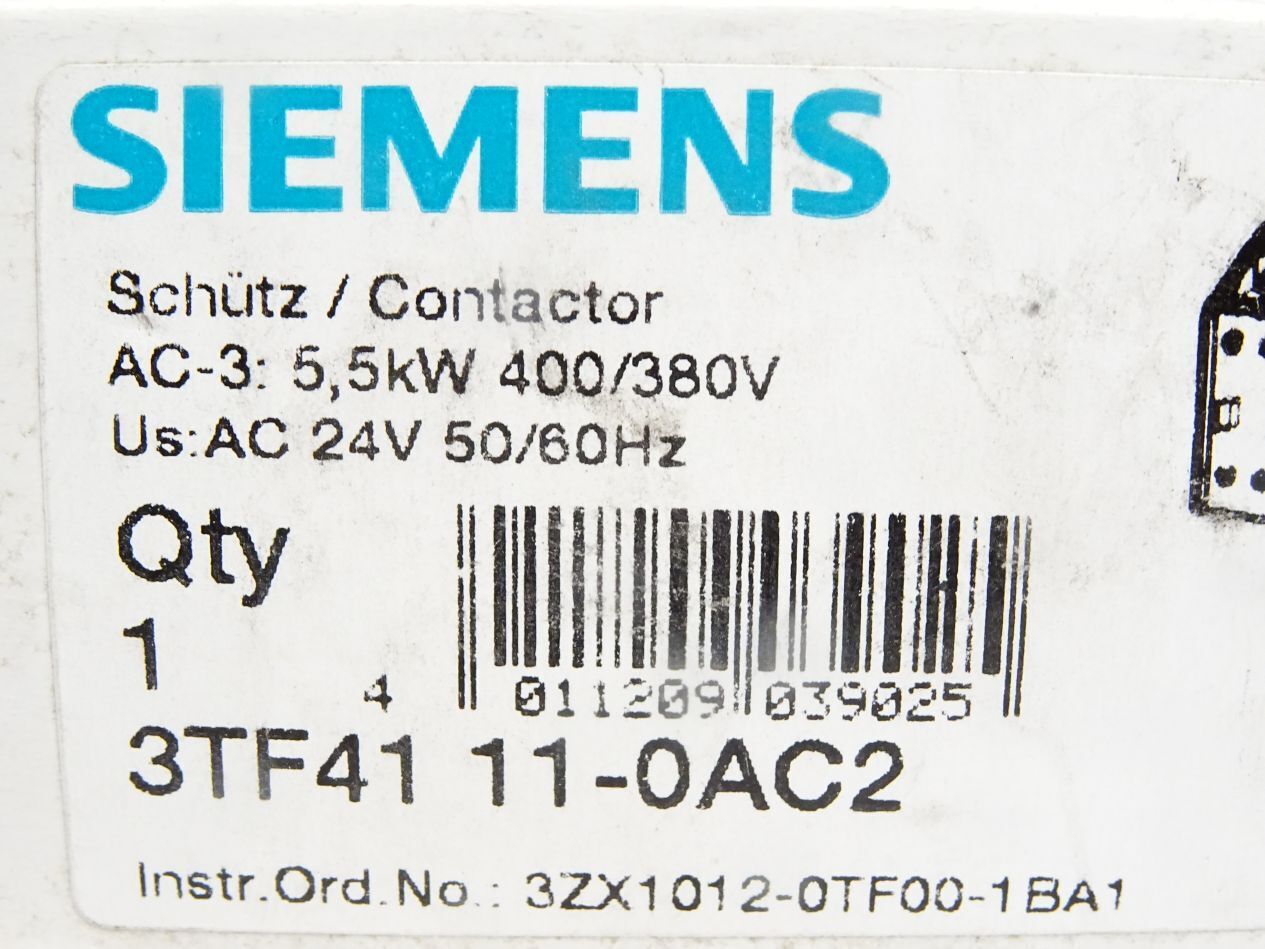 SIEMENS
Schütz / Contactor
AC-3: 5,5kW 400/380V
Us:AC 24V 50/60Hz
Qty
1
4 011209 039025
3TF41 11-0AC2
Instr.Ord.No.: 3ZX1012-0TF00-1BA1